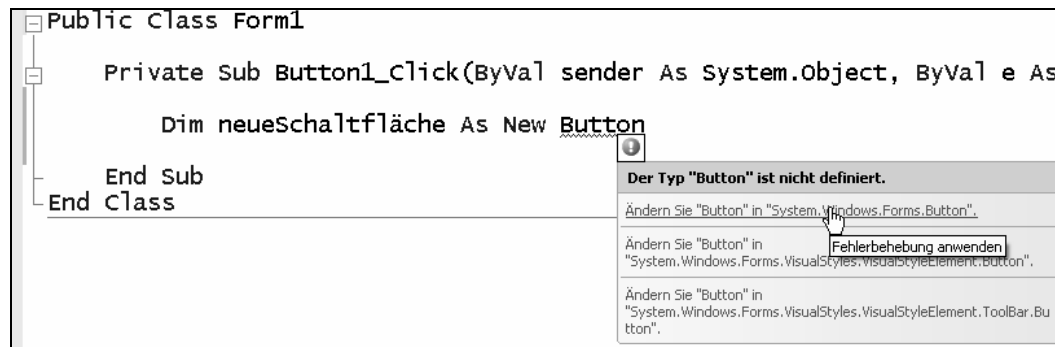 Public Class Form1
Private Sub Button1_Click(ByVal sender As System.Object, ByVal e As
Dim neueSchaltfläche As New Button
End Sub
End Class
Der Typ "Button" ist nicht definiert.
Ändern Sie "Button" in "System.Windows.Forms.Button".
Fehlerbehebung anwenden
Ändern Sie "Button" in
"System.Windows.Forms.VisualStyles.VisualStyleElement.Button".
Ändern Sie "Button" in
"System.Windows.Forms.VisualStyles.VisualStyleElement.ToolBar.Bu
tton".